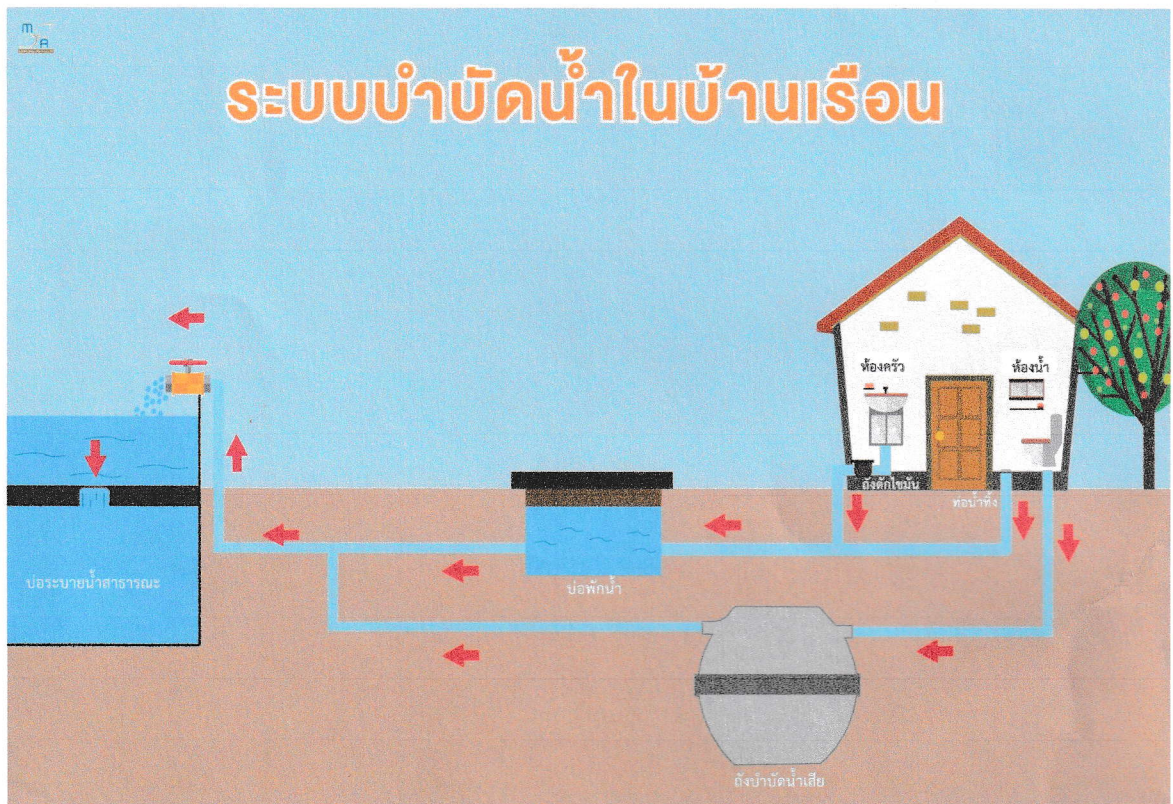 ระบบบำบัดน้ำในบ้านเรือน
ห้องครัว
ห้องน้ำ
ถังดักไขมัน
ท่อน้ำทิ้ง
บ่อระบายน้ำสาธารณะ
บ่อพักน้ำ
ถังบำบัดน้ำเสีย